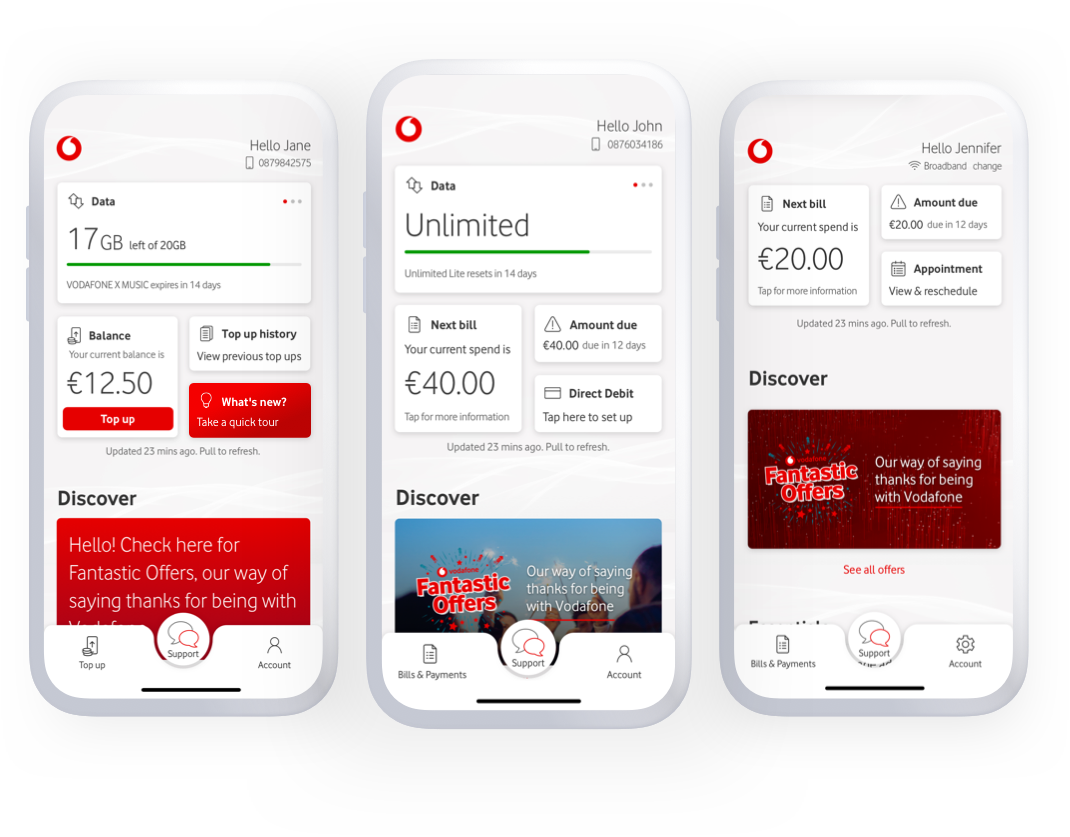 Hello Jane
0879842575
Data
17GB left of 20GB
VODAFONE X MUSIC expires in 14 days
Balance
Your current balance is
€12.50
Top up
Top up history
View previous top ups
What's new?
Take a quick tour
Updated 23 mins ago. Pull to refresh.
Discover
Hello! Check here for
Fantastic Offers, our way of
saying thanks for being with
Vodafone
Top up
Support
Account
Hello John
0876034186
Data
Unlimited
Unlimited Lite resets in 14 days
Next bill
Your current spend is
€40.00
Tap for more information
Amount due
€40.00 due in 12 days
Direct Debit
Tap here to set up
Updated 23 mins ago. Pull to refresh.
Discover
vodafone
Fantastic
Offers
Our way of saying
thanks for being
with Vodafone
Bills & Payments
Support
Account
Hello Jennifer
Broadband change
Next bill
Your current spend is
€20.00
Tap for more information
Amount due
€20.00 due in 12 days
Appointment
View & reschedule
Updated 23 mins ago. Pull to refresh.
Discover
vodafone
Fantastic
Offers
Our way of saying
thanks for being
with Vodafone
See all offers
Bills & Payments
Support
Account